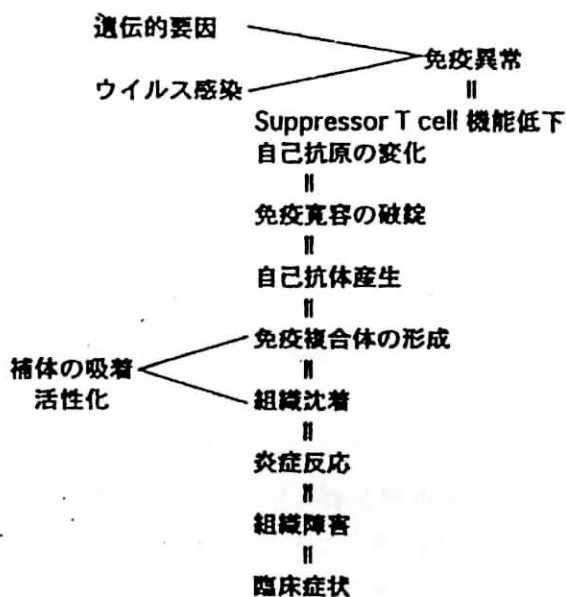 遺伝的要因
免疫異常
ウイルス感染
〃
Suppressor T cell 機能低下
自己抗原の変化
〃
免疫寛容の破錠
〃
自己抗体産生
〃
免疫複合体の形成
補体の吸着
〃
活性化
組織沈着
〃
炎症反応
〃
組織障害
〃
臨床症状